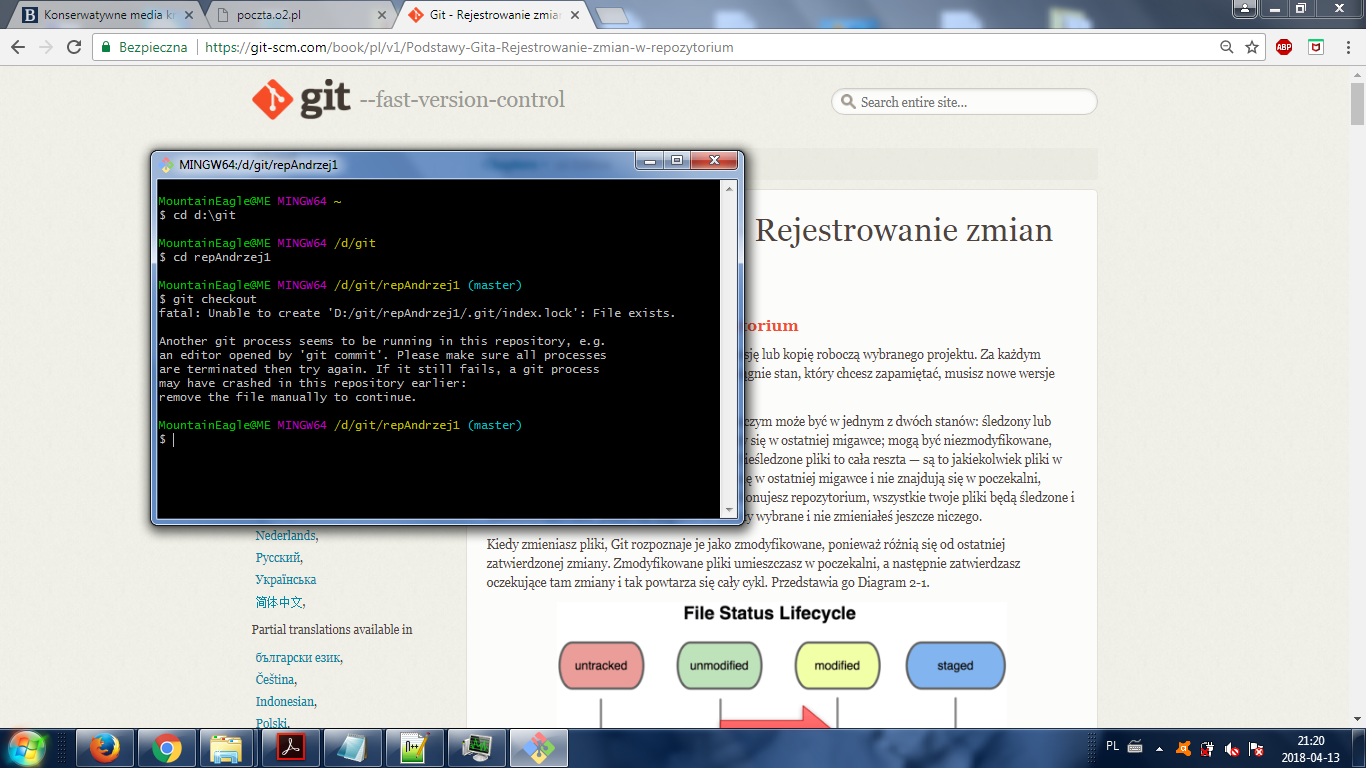 Konserwatywne media k
poczta.o2.pl
Git - Rejestrowanie zmian
Bezpieczna
https://git-scm.com/book/pl/v1/Podstawy-Gita-Rejestrowanie-zmian-w-repozytorium
ABP
git --fast-version-control
Search entire site...
MINGW64:/d/git/repAndrzej1
MountainEagle@ME MINGW64 ~
$ cd d:\git
MountainEagle@ME MINGW64 /d/git
$ cd repAndrzej1
MountainEagle@ME MINGW64 /d/git/repAndrzej1 (master)
$ git checkout
fatal: Unable to create 'D:/git/repAndrzej1/.git/index.lock': File exists.
Another git process seems to be running in this repository, e.g.
an editor opened by 'git commit'. Please make sure all processes
are terminated then try again. If it still fails, a git process
may have crashed in this repository earlier:
remove the file manually to continue.
MountainEagle@ME MINGW64 /d/git/repAndrzej1 (master)
$
Rejestrowanie zmian
torium
sję lub kopię roboczą wybranego projektu. Za każdym
ągnie stan, który chcesz zapamiętać, musisz nowe wersje
czym może być w jednym z dwóch stanów: śledzony lub
y się w ostatniej migawce; mogą być niezmodyfikowane,
ieśledzone pliki to cała reszta — są to jakiekolwiek pliki w
ę w ostatniej migawce i nie znajdują się w poczekalni,
onujesz repozytorium, wszystkie twoje pliki będą śledzone i
y wybrane i nie zmieniałeś jeszcze niczego.
Kiedy zmieniasz pliki, Git rozpoznaje je jako zmodyfikowane, ponieważ różnią się od ostatniej
zatwierdzonej zmiany. Zmodyfikowane pliki umieszczasz w poczekalni, a następnie zatwierdzasz
oczekujące tam zmiany i tak powtarza się cały cykl. Przedstawia go Diagram 2-1.
File Status Lifecycle
untracked
unmodified
modified
staged
Nederlands,
Русский,
Українська
简体中文,
Partial translations available in
български език,
Čeština,
Indonesian,
Polski,
PL
21:20
2018-04-13